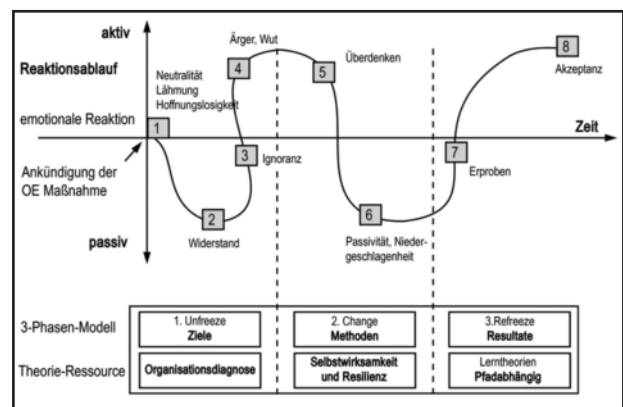 aktiv
Reaktionsablauf
emotionale Reaktion
Ankündigung der
OE Maßnahme
passiv
Neutralität
Lähmung
Hoffnungslosigkeit
Ärger, Wut
Überdenken
Akzeptanz
Zeit
1
2
3
4
5
6
7
8
Ignoranz
Widerstand
Erproben
Passivität, Nieder-
geschlagenheit
3-Phasen-Modell
1. Unfreeze
Ziele
2. Change
Methoden
3.Refreeze
Resultate
Theorie-Ressource
Organisationsdiagnose
Selbstwirksamkeit
und Resilienz
Lerntheorien
Pfadabhängig